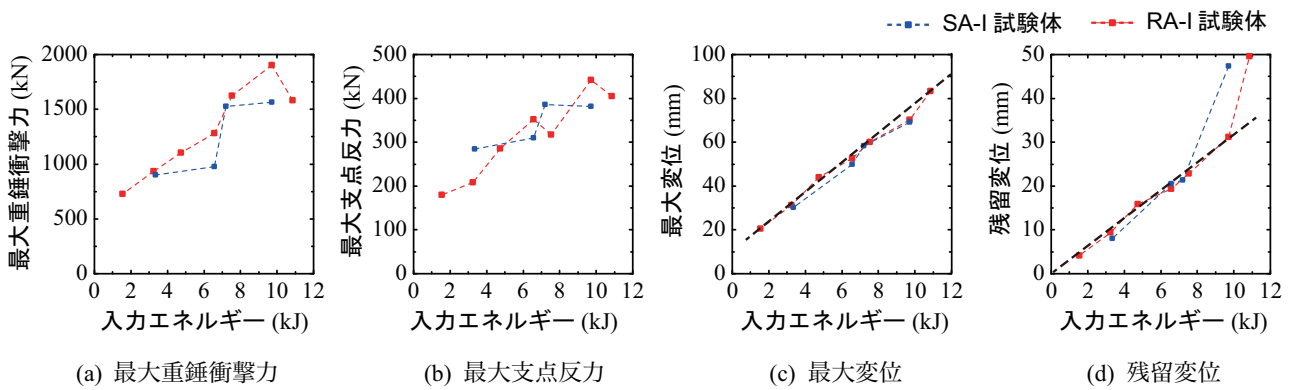 SA-I 試験体 RA-I 試験体
最大重錘衝撃力 (kN)
2000
1500
1000
500
0
0 2 4 6 8 10 12
入力エネルギー (kJ)
(a) 最大重錘衝撃力
最大支点反力 (kN)
500
400
300
200
100
0
0 2 4 6 8 10 12
入力エネルギー (kJ)
(b) 最大支点反力
最大変位 (mm)
100
80
60
40
20
0
0 2 4 6 8 10 12
入力エネルギー (kJ)
(c) 最大変位
残留変位 (mm)
50
40
30
20
10
0
0 2 4 6 8 10 12
入力エネルギー (kJ)
(d) 残留変位